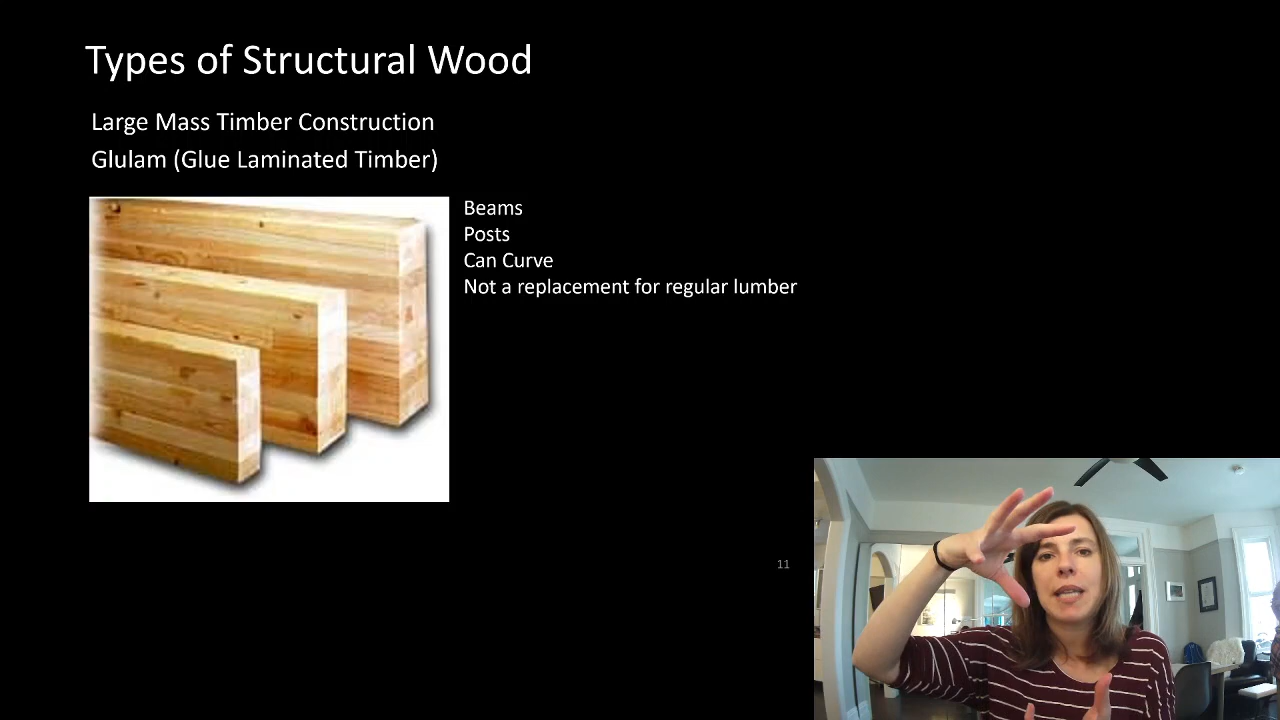 Types of Structural Wood
Large Mass Timber Construction
Glulam (Glue Laminated Timber)
Beams
Posts
Can Curve
Not a replacement for regular lumber
11